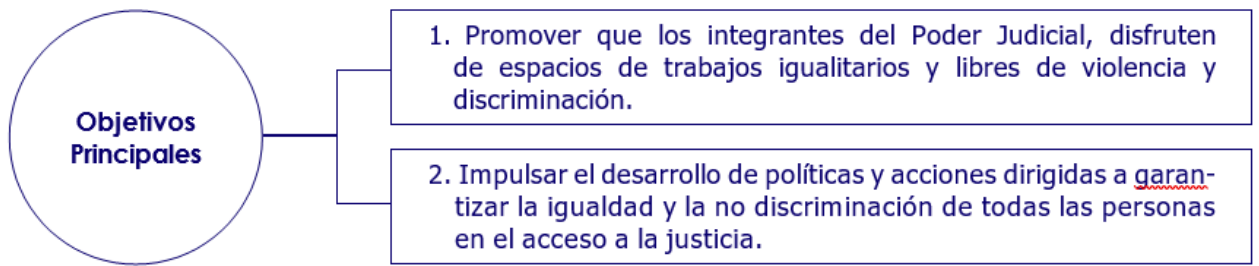 Objetivos
Principales
1. Promover que los integrantes del Poder Judicial, disfruten
de espacios de trabajos igualitarios y libres de violencia y
discriminación.
2. Impulsar el desarrollo de políticas y acciones dirigidas a garan-
tizar la igualdad y la no discriminación de todas las personas
en el acceso a la justicia.